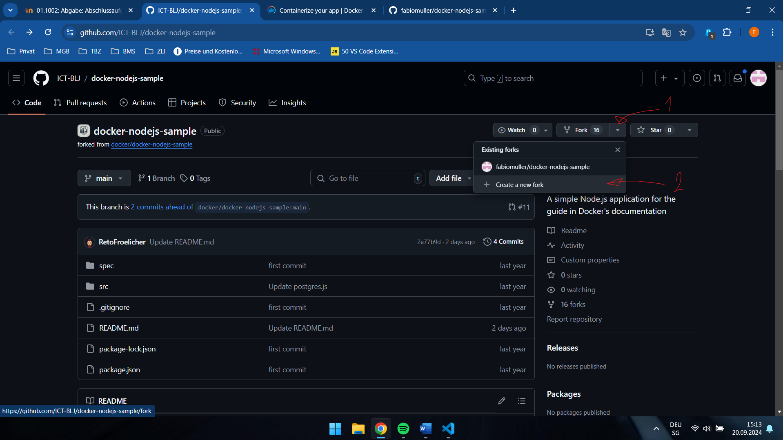 01.1002: Abgabe: Abschlussauf
ICT-BLJ/docker-nodejs-sample:
Containerize your app | Docker
fabiomuller/docker-nodejs-sam
github.com/ICT-BLJ/docker-nodejs-sample
Privat
MGB
TBZ
BMS
ZLI
Preise und Kostenlo...
Microsoft Windows...
50 VS Code Extensi...
ICT-BLJ / docker-nodejs-sample
Type / to search
1
Code
Pull requests
Actions
Projects
Security
Insights
docker-nodejs-sample
Public
forked from docker/docker-nodejs-sample
Watch 0
Fork 16
Star 0
Existing forks
fabiomuller/docker-nodejs-sample
Create a new fork
2
main
1 Branch
0 Tags
Go to file
t
Add file
This branch is 2 commits ahead of docker/docker-nodejs-sample:main.
#11
A simple Node.js application for the
guide in Docker's documentation
RetoFroelicher Update README.md
2 days ago
4 Commits
spec first commit last year
src Update postgres.js last year
.gitignore first commit last year
README.md Update README.md 2 days ago
package-lock.json first commit last year
package.json first commit last year
README
Readme
Activity
Custom properties
0 stars
0 watching
16 forks
Report repository
Releases
No releases published
Packages
No packages published
https://github.com/ICT-BLJ/docker-nodejs-sample/fork
DEU
SG
15:13
20.09.2024